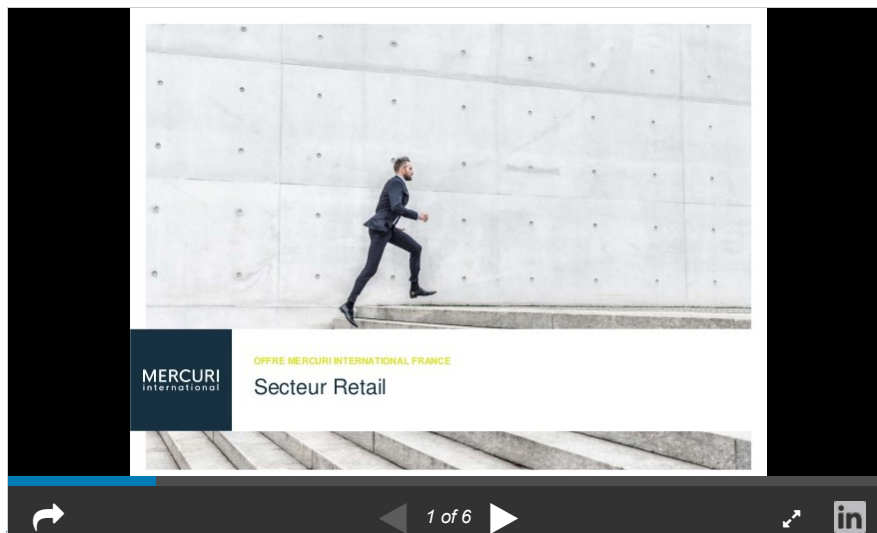 OFFRE MERCURI INTERNATIONAL FRANCE
MERCURI
international
Secteur Retail
1 of 6
in